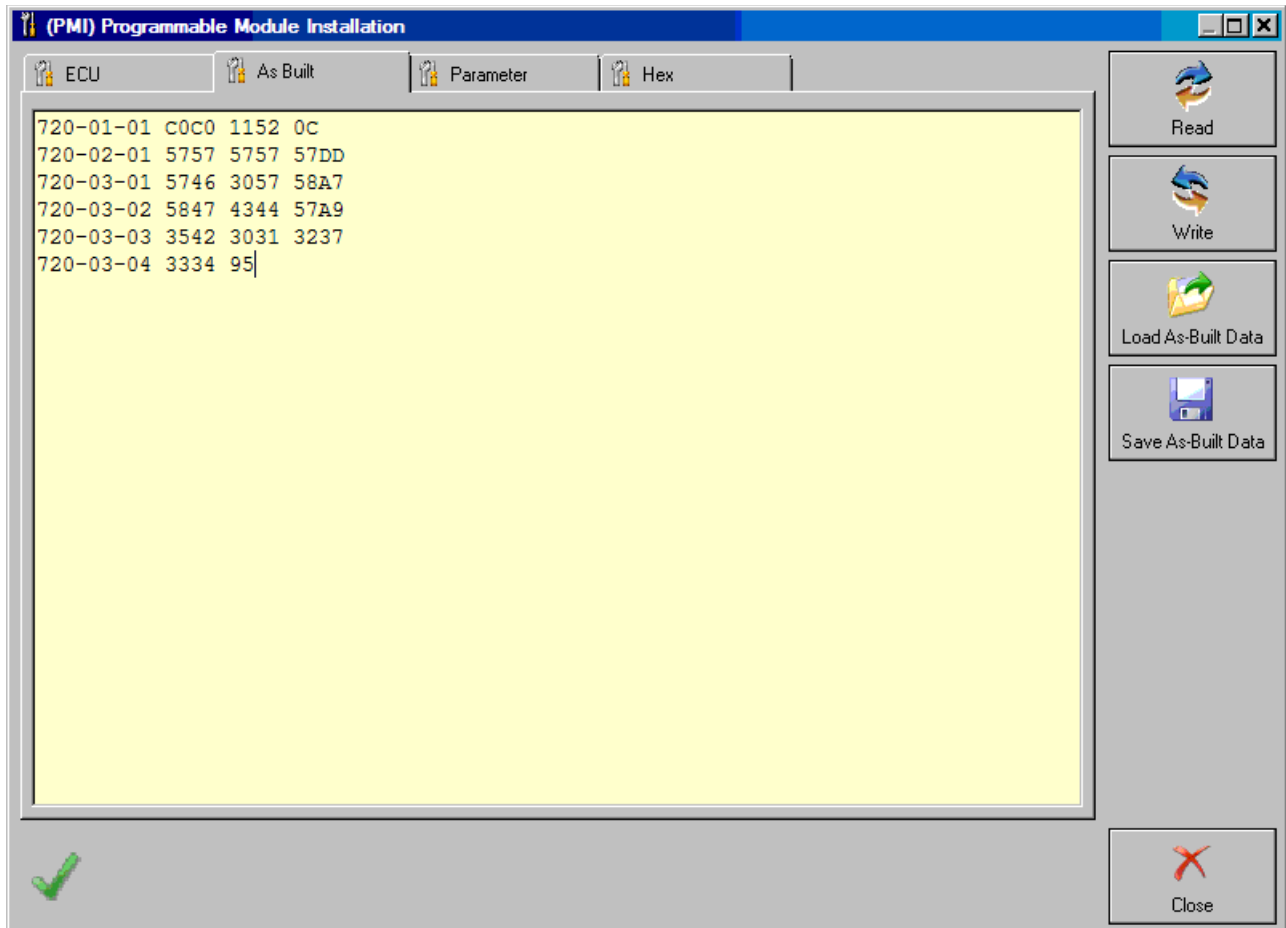 (PMI) Programmable Module Installation
ECU
As Built
Parameter
Hex
720-01-01 C0C0 1152 0C
720-02-01 5757 5757 57DD
720-03-01 5746 3057 58A7
720-03-02 5847 4344 57A9
720-03-03 3542 3031 3237
720-03-04 3334 95
Read
Write
Load As-Built Data
Save As-Built Data
Close